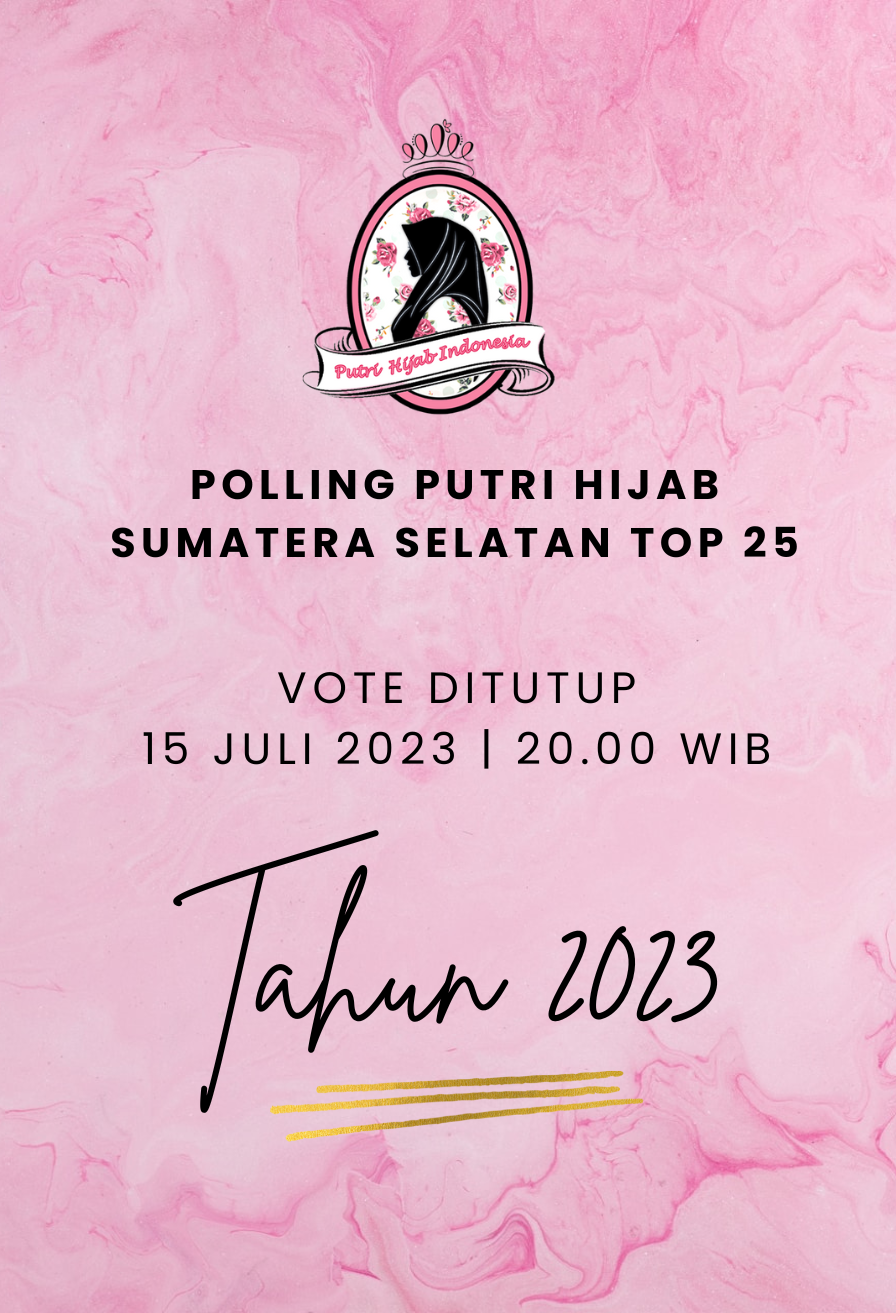 Putri Hijab Indonesia
POLLING PUTRI HIJAB
SUMATERA SELATAN TOP 25
VOTE DITUTUP
15 JULI 2023 | 20.00 WIB
Tahun 2023